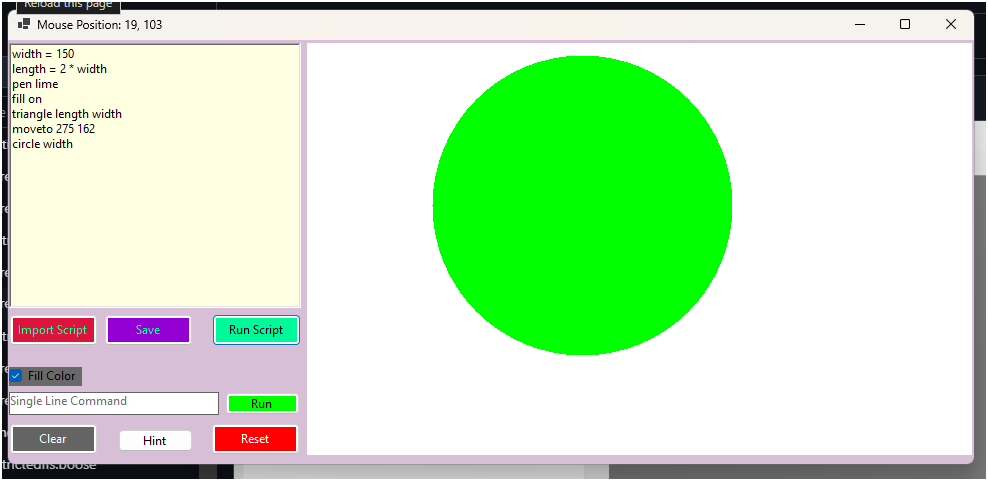 Reload this page
Mouse Position: 19, 103
width = 150
length = 2 * width
pen lime
fill on
triangle length width
moveto 275 162
circle width
Import Script
Save
Run Script
Fill Color
Single Line Command
Run
Clear
Hint
Reset